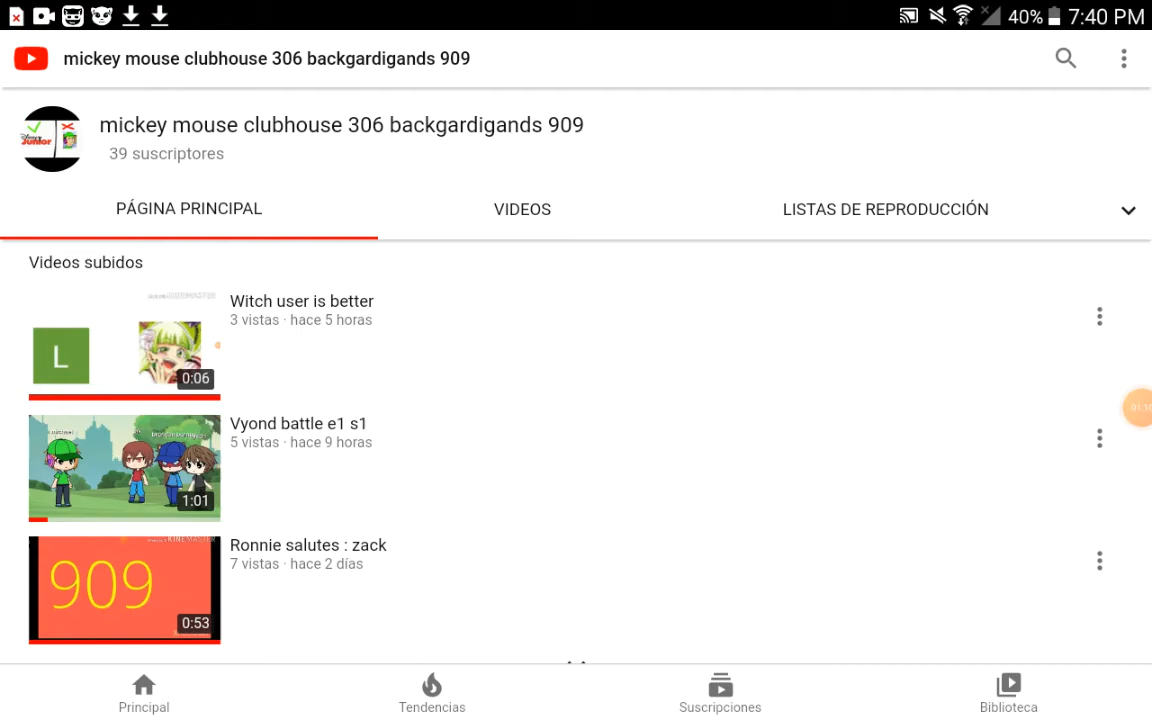 40% 7:40 PM
mickey mouse clubhouse 306 backgardigands 909
mickey mouse clubhouse 306 backgardigands 909
39 suscriptores
Junior
PÁGINA PRINCIPAL
VIDEOS
LISTAS DE REPRODUCCIÓN
Videos subidos
Witch user is better
3 vistas · hace 5 horas
L
0:06
Vyond battle e1 s1
5 vistas · hace 9 horas
1:01
Ronnie salutes : zack
7 vistas · hace 2 días
KINEMASTER
909
0:53
Principal
Tendencias
Suscripciones
Biblioteca